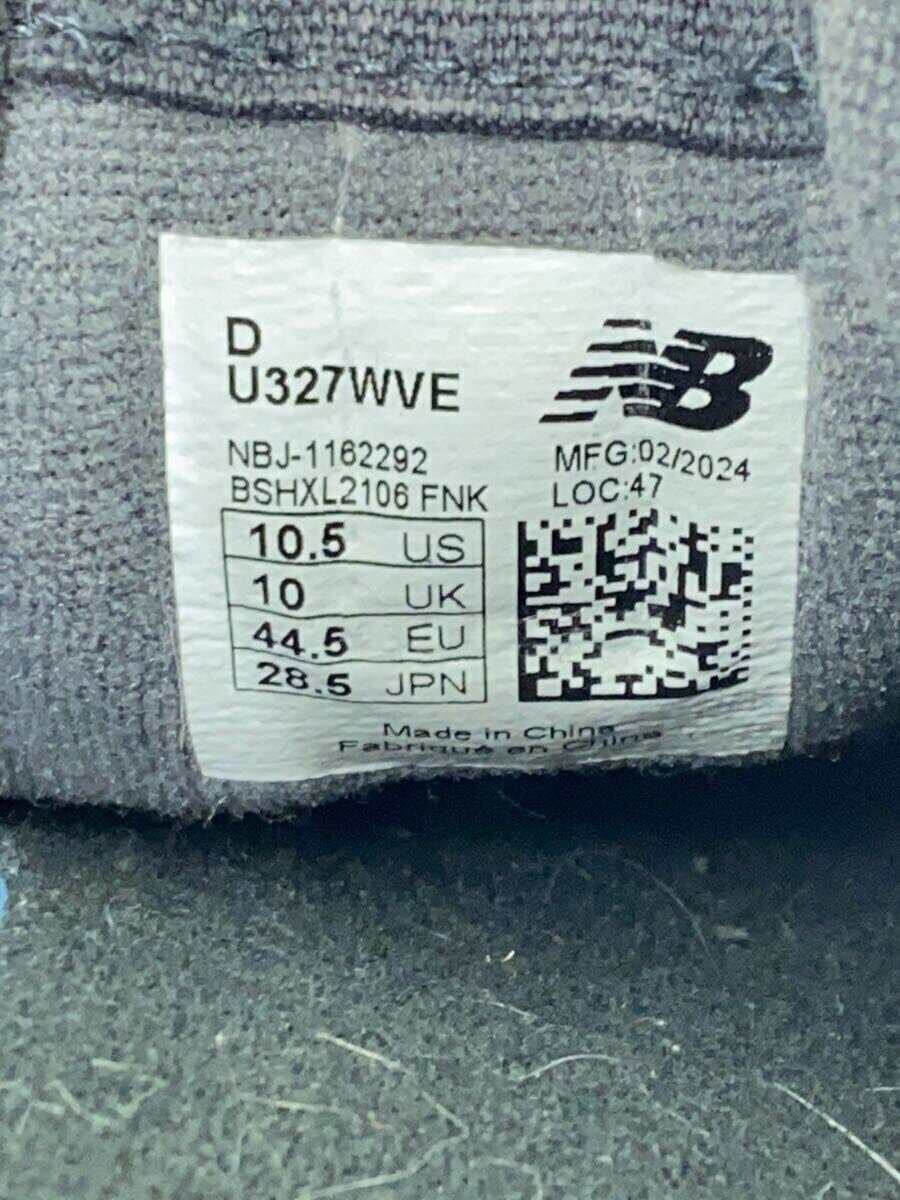 D
U327WVE
NB
NBJ-1162292
BSHXL2106 FNK
MFG:02/2024
LOC:47
10.5 US
10 UK
44.5 EU
28.5 JPN
Made in China
Fabriqué en Chine